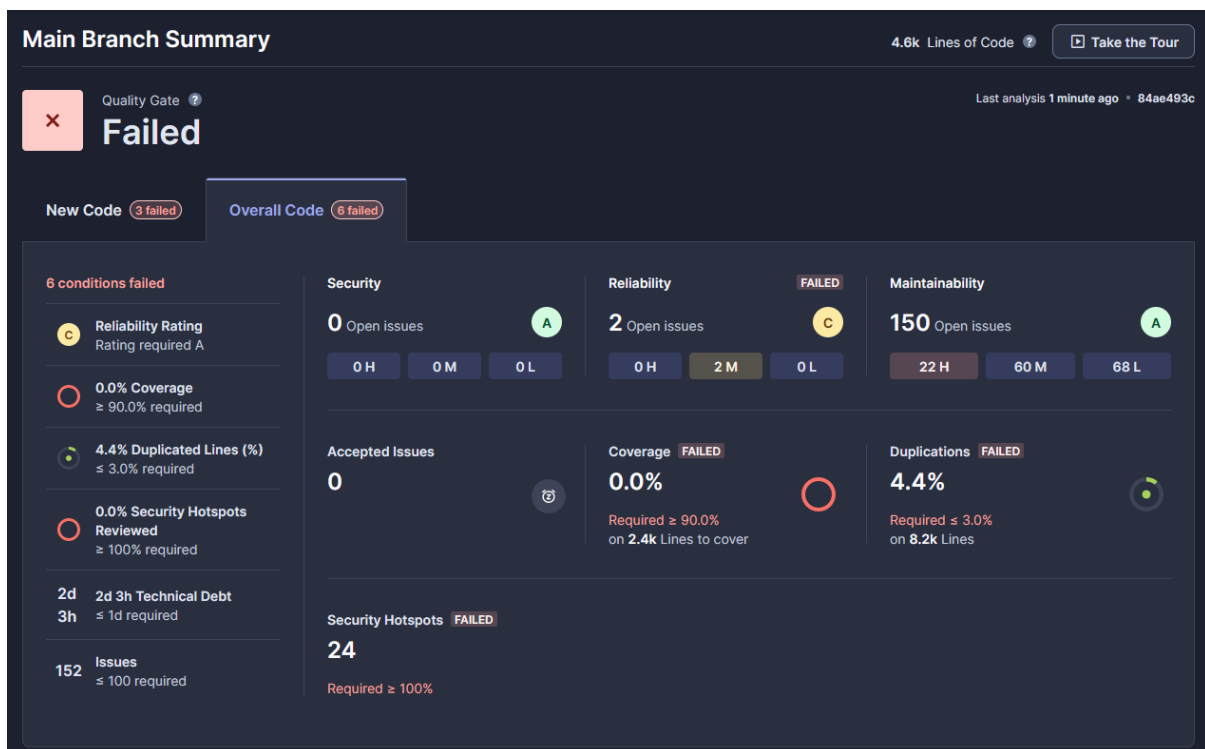 Main Branch Summary
4.6k Lines of Code ?
Take the Tour
Quality Gate ?
Failed
Last analysis 1 minute ago • 84ae493c
New Code 3 failed
Overall Code 6 failed
6 conditions failed
C
Reliability Rating
Rating required A
0.0% Coverage
≥ 90.0% required
4.4% Duplicated Lines (%)
≤ 3.0% required
0.0% Security Hotspots
Reviewed
≥ 100% required
2d
3h
2d 3h Technical Debt
≤ 1d required
152
Issues
≤ 100 required
Security
0 Open issues
A
0 H
0 M
0 L
Reliability
FAILED
2 Open issues
C
0 H
2 M
0 L
Maintainability
150 Open issues
A
22 H
60 M
68 L
Accepted Issues
0
Coverage FAILED
0.0%
Required ≥ 90.0%
on 2.4k Lines to cover
Duplications FAILED
4.4%
Required ≤ 3.0%
on 8.2k Lines
Security Hotspots FAILED
24
Required ≥ 100%